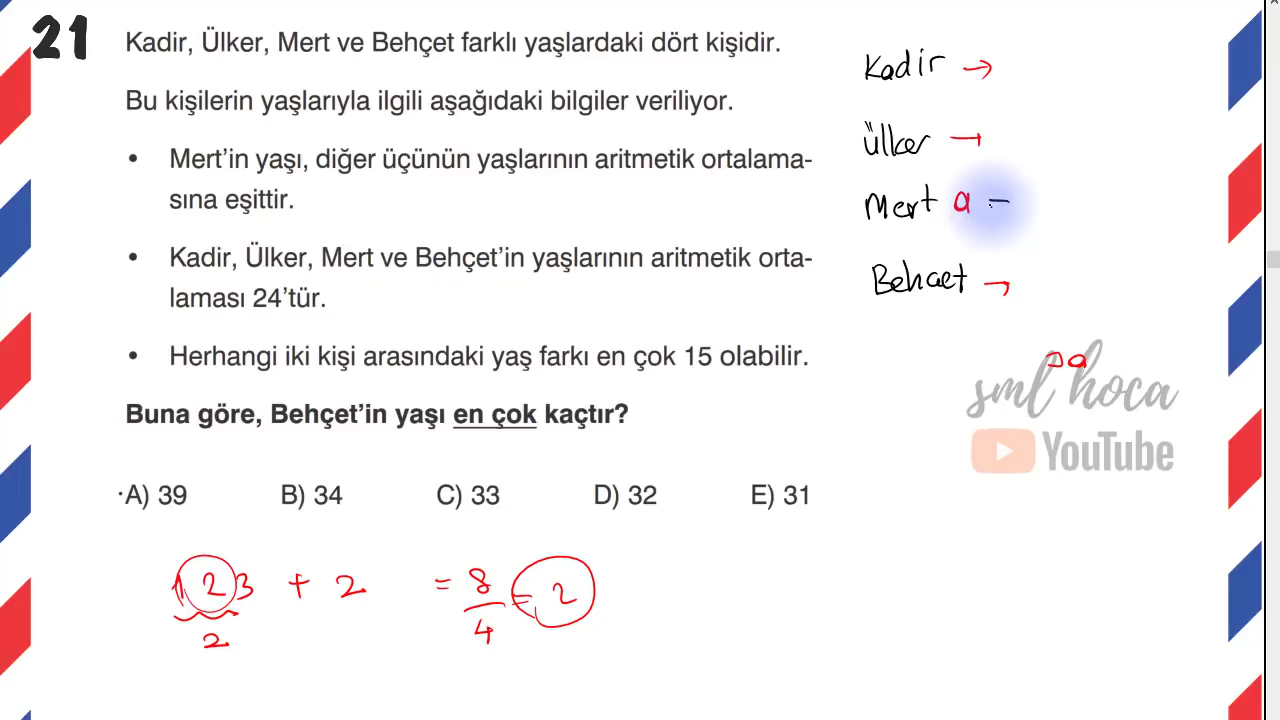 21
Kadir, Ülker, Mert ve Behçet farklı yaşlardaki dört kişidir.
Bu kişilerin yaşlarıyla ilgili aşağıdaki bilgiler veriliyor.
• Mert'in yaşı, diğer üçünün yaşlarının aritmetik ortalama-
sına eşittir.
• Kadir, Ülker, Mert ve Behçet'in yaşlarının aritmetik orta-
laması 24'tür.
• Herhangi iki kişi arasındaki yaş farkı en çok 15 olabilir.
Buna göre, Behçet'in yaşı en çok kaçtır?
A) 39 B) 34 C) 33 D) 32 E) 31
1 2 3 + 2 = 8/4 = 2
2
Kadir →
Ülker →
Mert a =
Behçet →
sml hoca
YouTube